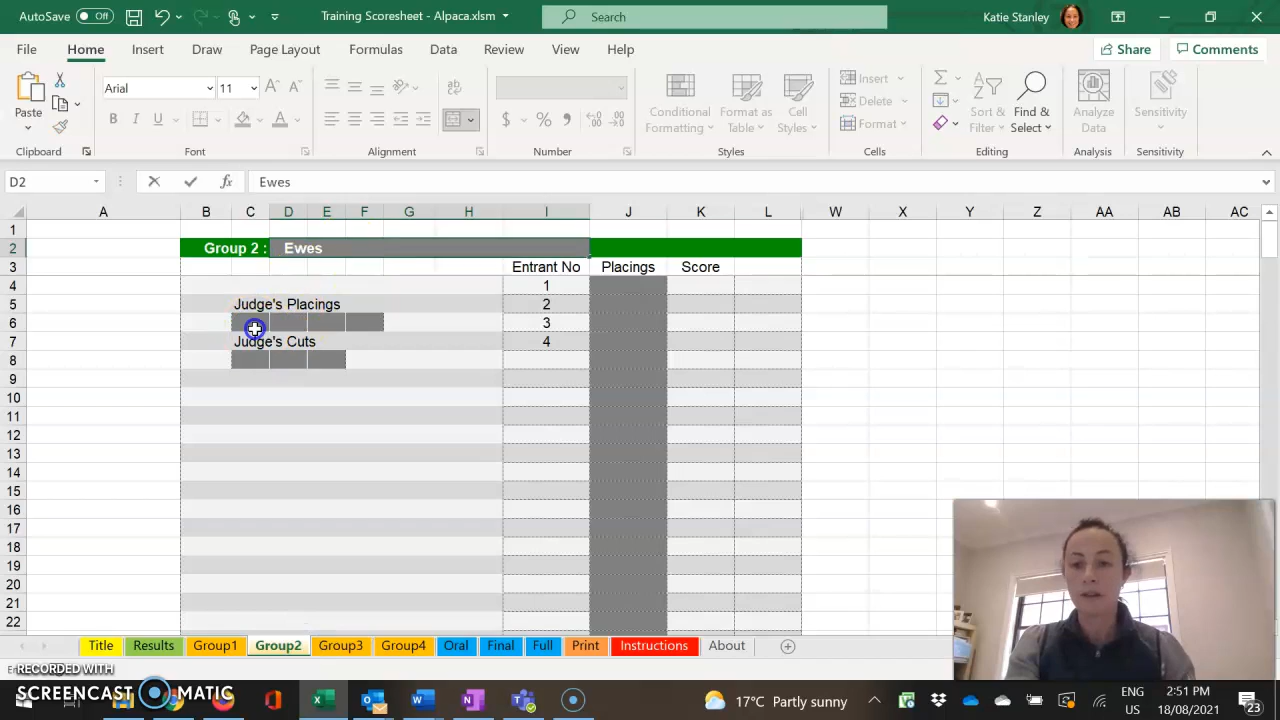 AutoSave Off Training Scoresheet - Alpaca.xlsm Search Katie Stanley
File Home Insert Draw Page Layout Formulas Data Review View Help Share Comments
Paste Arial 11 Conditional Formatting Format as Table Cell Styles Insert Delete Format Sort & Filter Find & Select Analyze Data Sensitivity
Clipboard Font Alignment Number Styles Cells Editing Analysis Sensitivity
D2 fx Ewes
A B C D E F G H I J K L W X Y Z AA AB AC
1
2 Group 2 : Ewes
3 Entrant No Placings Score
4 1
5 Judge's Placings 2
6 3
7 Judge's Cuts 4
8
9
10
11
12
13
14
15
16
17
18
19
20
21
22
Title Results Group1 Group2 Group3 Group4 Oral Final Full Print Instructions About
RECORDED WITH
SCREENCAST MATIC
17°C Partly sunny ENG US 2:51 PM 18/08/2021 23